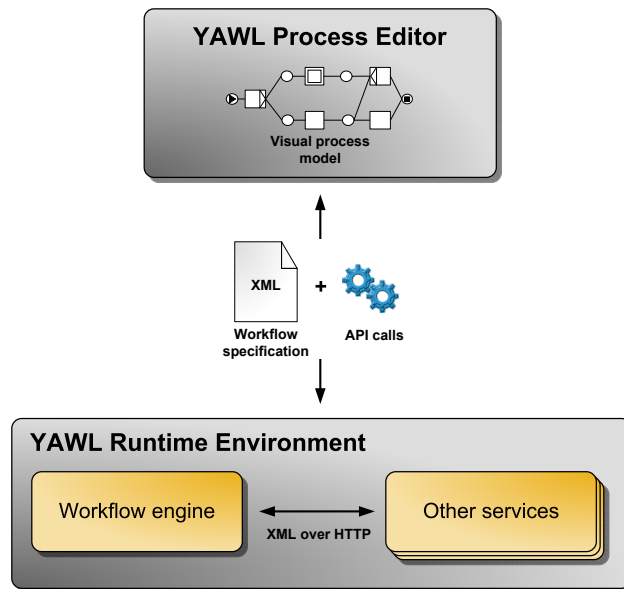 YAWL Process Editor
Visual process
model
XML
+
Workflow
specification
API calls
YAWL Runtime Environment
Workflow engine
XML over HTTP
Other services